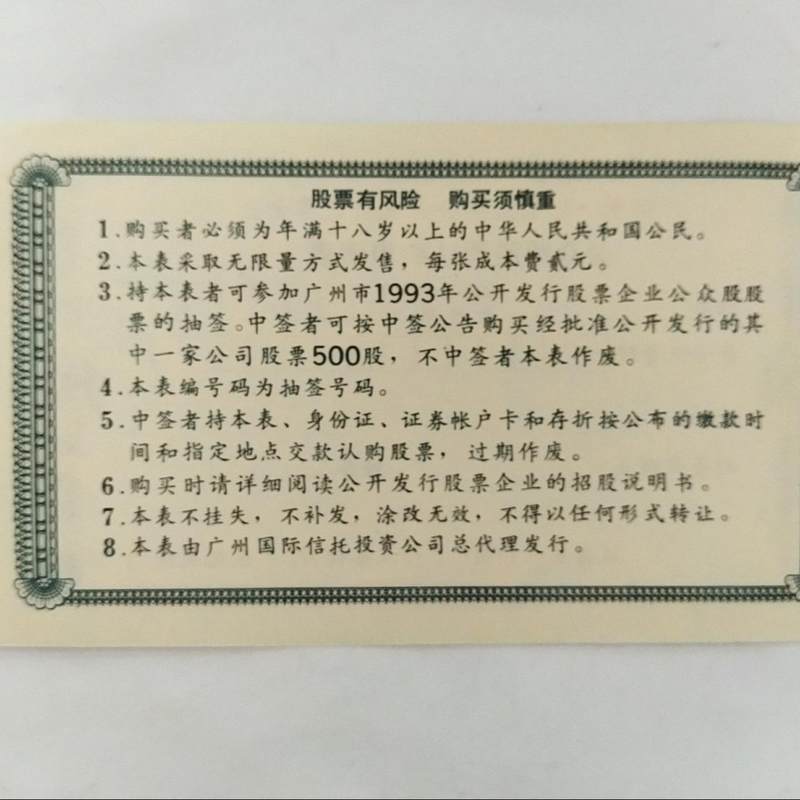 股票有风险 购买须慎重
1.购买者必须为年满十八岁以上的中华人民共和国公民。
2.本表采取无限量方式发售，每张成本费贰元。
3.持本表者可参加广州市1993年公开发行股票企业公众股股
票的抽签。中签者可按中签公告购买经批准公开发行的其
中一家公司股票500股，不中签者本表作废。
4.本表编号码为抽签号码。
5.中签者持本表、身份证、证券帐户卡和存折按公布的缴款时
间和指定地点交款认购股票，过期作废。
6.购买时请详细阅读公开发行股票企业的招股说明书。
7.本表不挂失，不补发，涂改无效，不得以任何形式转让。
8.本表由广州国际信托投资公司总代理发行。